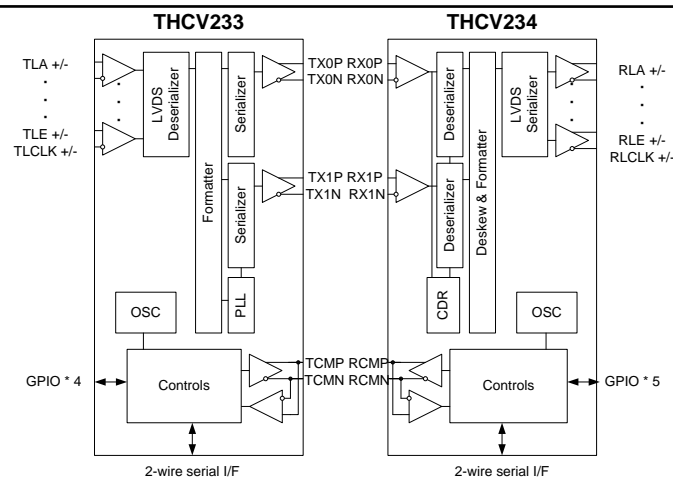 THCV233
THCV234
TLA +/-
TLE +/-
TLCLK +/-
LVDS
Deserializer
Formatter
Serializer
Serializer
PLL
OSC
Controls
GPIO * 4
2-wire serial I/F
TX0P RX0P
TX0N RX0N
TX1P RX1P
TX1N RX1N
TCMP RCMP
TCMN RCMN
Deserializer
Deserializer
CDR
Deskew & Formatter
LVDS
Serializer
RLA +/-
RLE +/-
RLCLK +/-
OSC
Controls
GPIO * 5
2-wire serial I/F